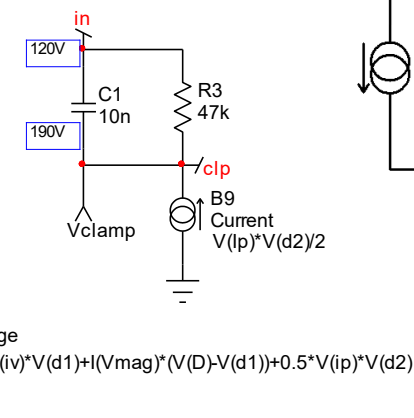 in
120V
C1
10n
R3
47k
190V
clp
B9
Vclamp
Current
V(Ip)*V(d2)/2
ge
(iv)*V(d1)+I(Vmag)*(V(D)-V(d1))+0.5*V(ip)*V(d2)